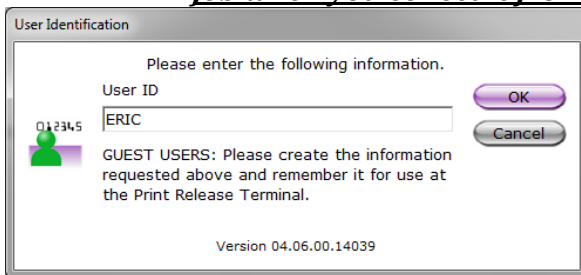 User Identification
Please enter the following information.
User ID
OK
ERIC
Cancel
012345
GUEST USERS: Please create the information
requested above and remember it for use at
the Print Release Terminal.
Version 04.06.00.14039